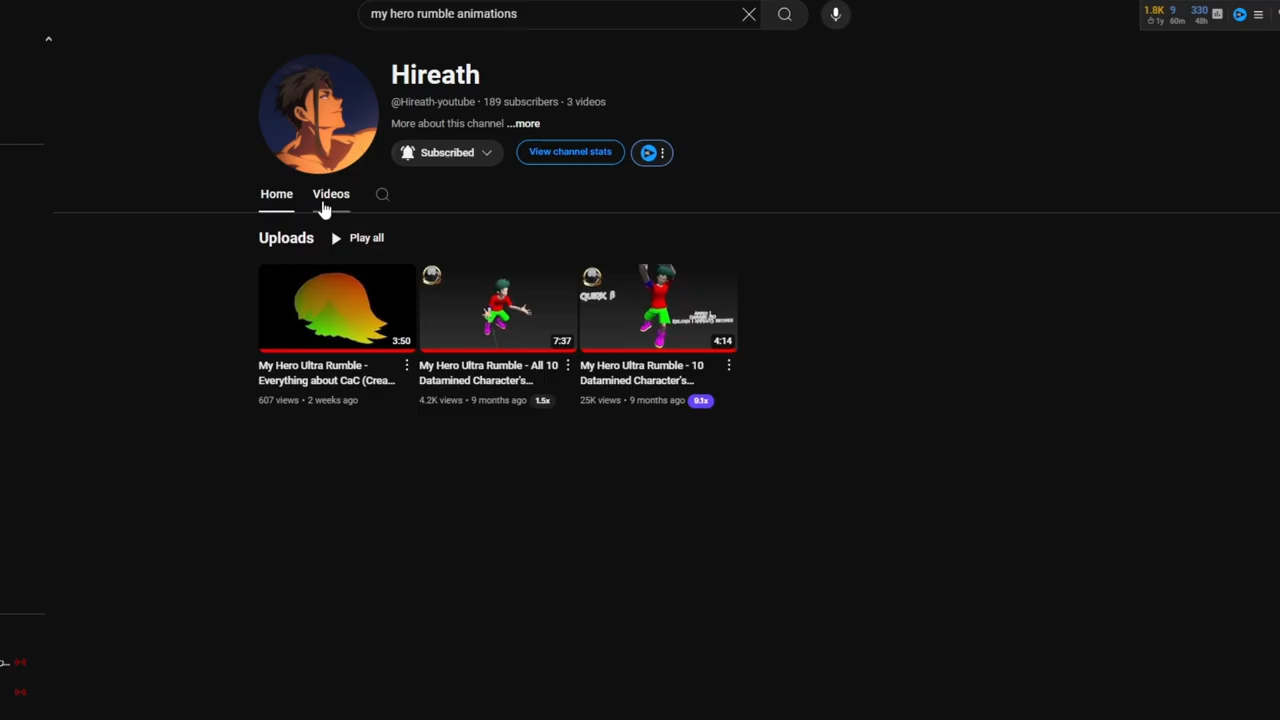 my hero rumble animations
1.8K 9 330
1y 60m 48h
Hireath
@Hireath-youtube · 189 subscribers · 3 videos
More about this channel ...more
Subscribed
View channel stats
Home Videos
Uploads Play all
3:50
My Hero Ultra Rumble -
Everything about CaC (Crea...
607 views • 2 weeks ago
7:37
My Hero Ultra Rumble - All 10
Datamined Character's...
4.2K views • 9 months ago 1.5x
QUIRK β
4:14
My Hero Ultra Rumble - 10
Datamined Character's...
25K views • 9 months ago 9.1x